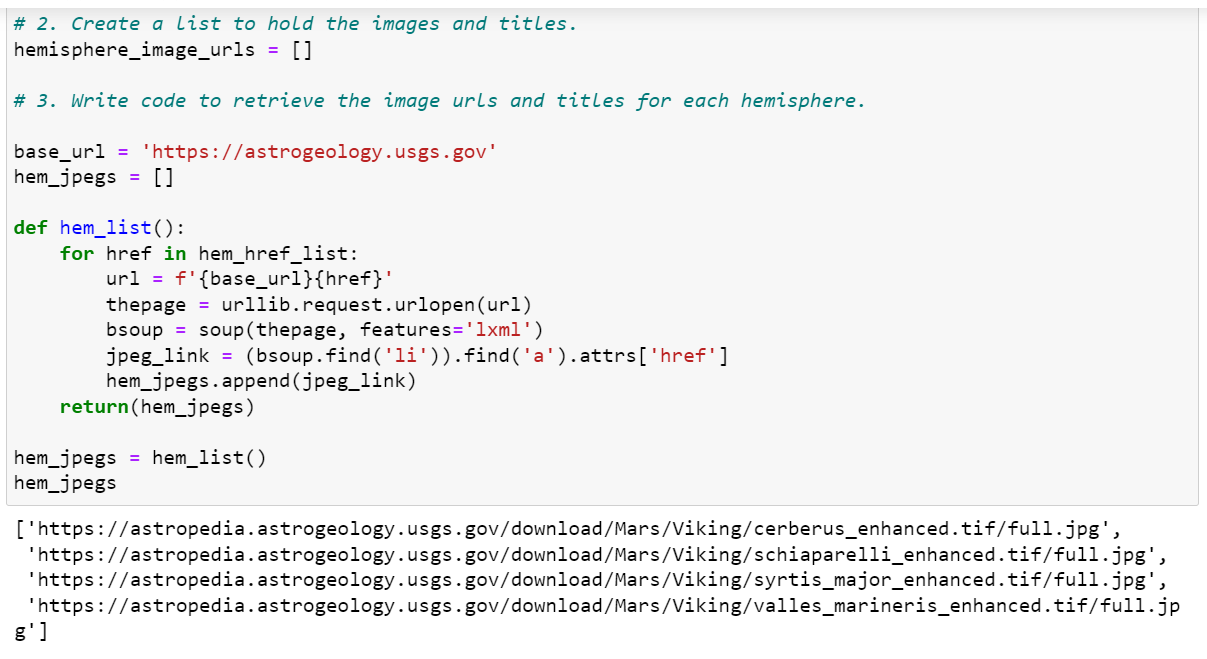 # 2. Create a list to hold the images and titles.
hemisphere_image_urls = []
# 3. Write code to retrieve the image urls and titles for each hemisphere.
base_url = 'https://astrogeology.usgs.gov'
hem_jpegs = []
def hem_list():
    for href in hem_href_list:
        url = f'{base_url}{href}'
        thepage = urllib.request.urlopen(url)
        bsoup = soup(thepage, features='lxml')
        jpeg_link = (bsoup.find('li')).find('a').attrs['href']
        hem_jpegs.append(jpeg_link)
    return(hem_jpegs)
hem_jpegs = hem_list()
hem_jpegs
['https://astropedia.astrogeology.usgs.gov/download/Mars/Viking/cerberus_enhanced.tif/full.jpg',
 'https://astropedia.astrogeology.usgs.gov/download/Mars/Viking/schiaparelli_enhanced.tif/full.jpg',
 'https://astropedia.astrogeology.usgs.gov/download/Mars/Viking/syrtis_major_enhanced.tif/full.jpg',
 'https://astropedia.astrogeology.usgs.gov/download/Mars/Viking/valles_marineris_enhanced.tif/full.jp
g']